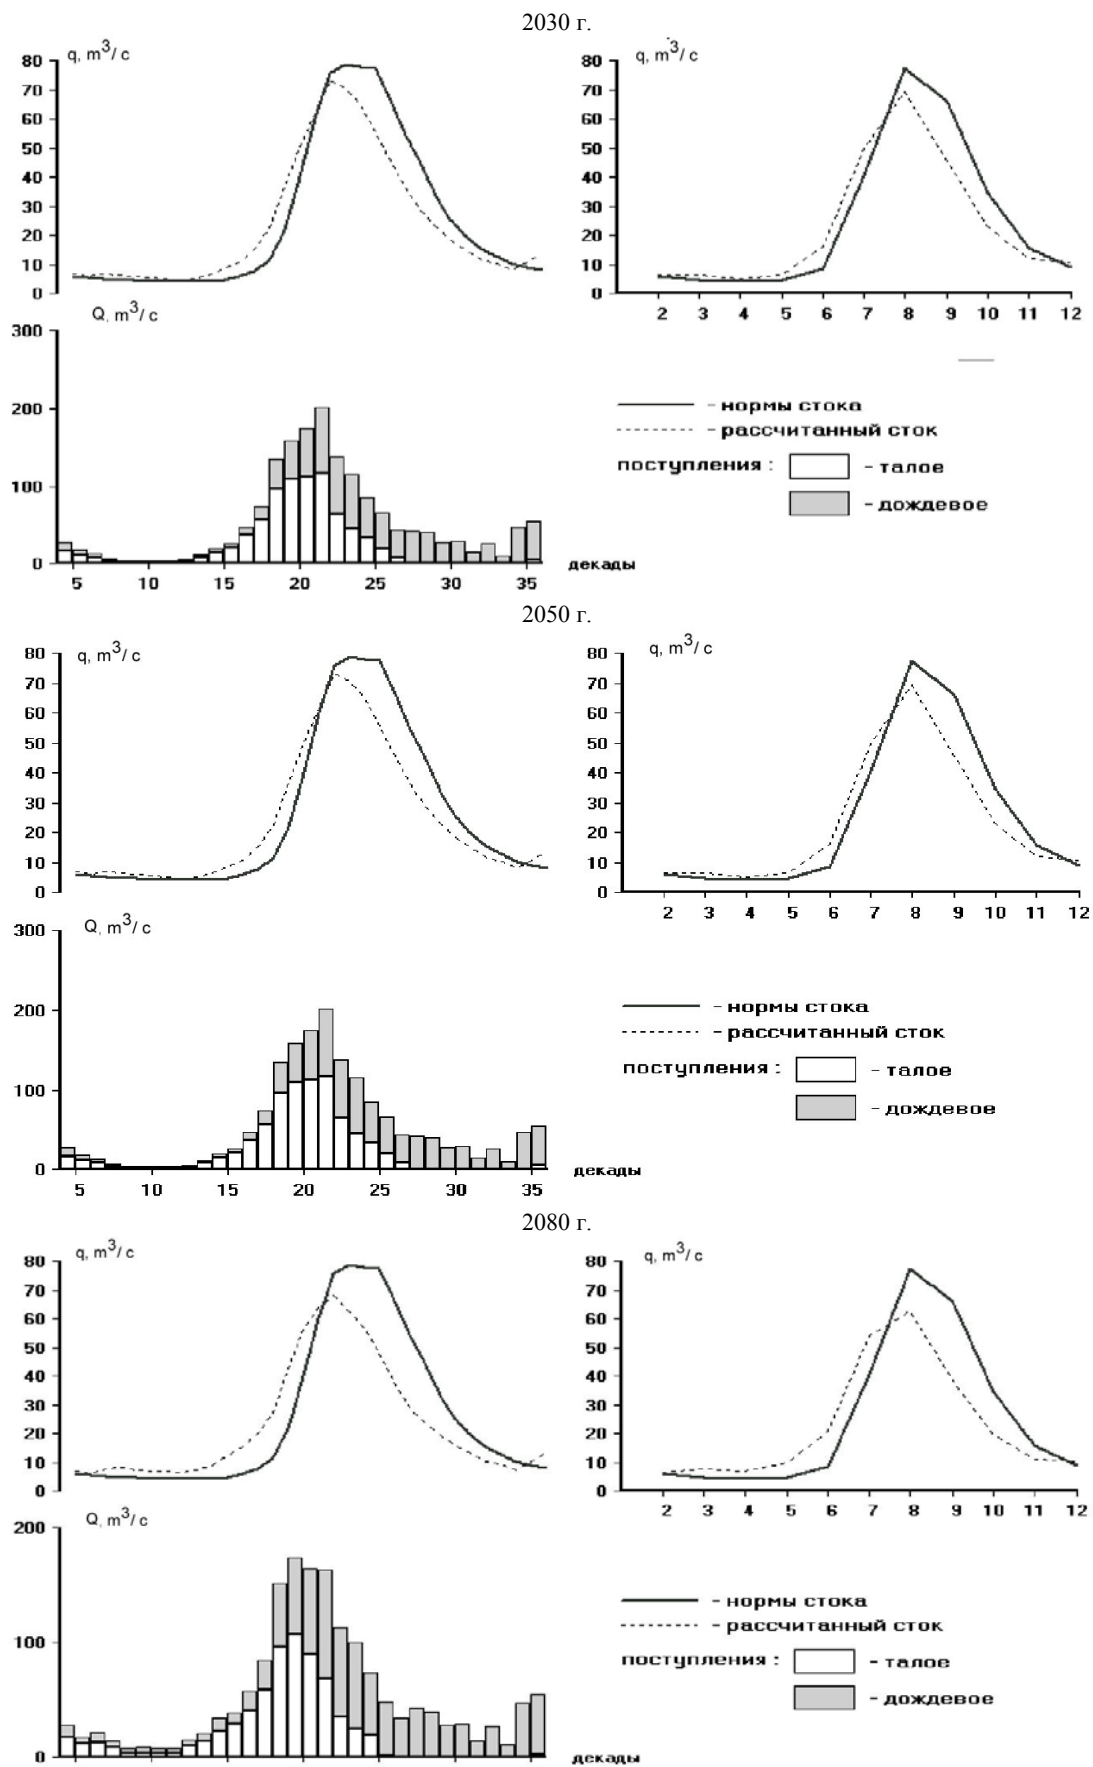 2030 г.
q, m³/с
80
70
60
50
40
30
20
10
0
q, m³/с
80
70
60
50
40
30
20
10
0
2 3 4 5 6 7 8 9 10 11 12
Q, m³/с
300
200
100
0
5 10 15 20 25 30 35
декады
- нормы стока
- рассчитанный сток
поступления :
- талое
- дождевое
2050 г.
q, m³/с
80
70
60
50
40
30
20
10
0
q, m³/с
80
70
60
50
40
30
20
10
0
2 3 4 5 6 7 8 9 10 11 12
Q, m³/с
300
200
100
0
5 10 15 20 25 30 35
декады
- нормы стока
- рассчитанный сток
поступления :
- талое
- дождевое
2080 г.
q, m³/с
80
70
60
50
40
30
20
10
0
q, m³/с
80
70
60
50
40
30
20
10
0
2 3 4 5 6 7 8 9 10 11 12
Q, m³/с
200
100
0
декады
- нормы стока
- рассчитанный сток
поступления :
- талое
- дождевое